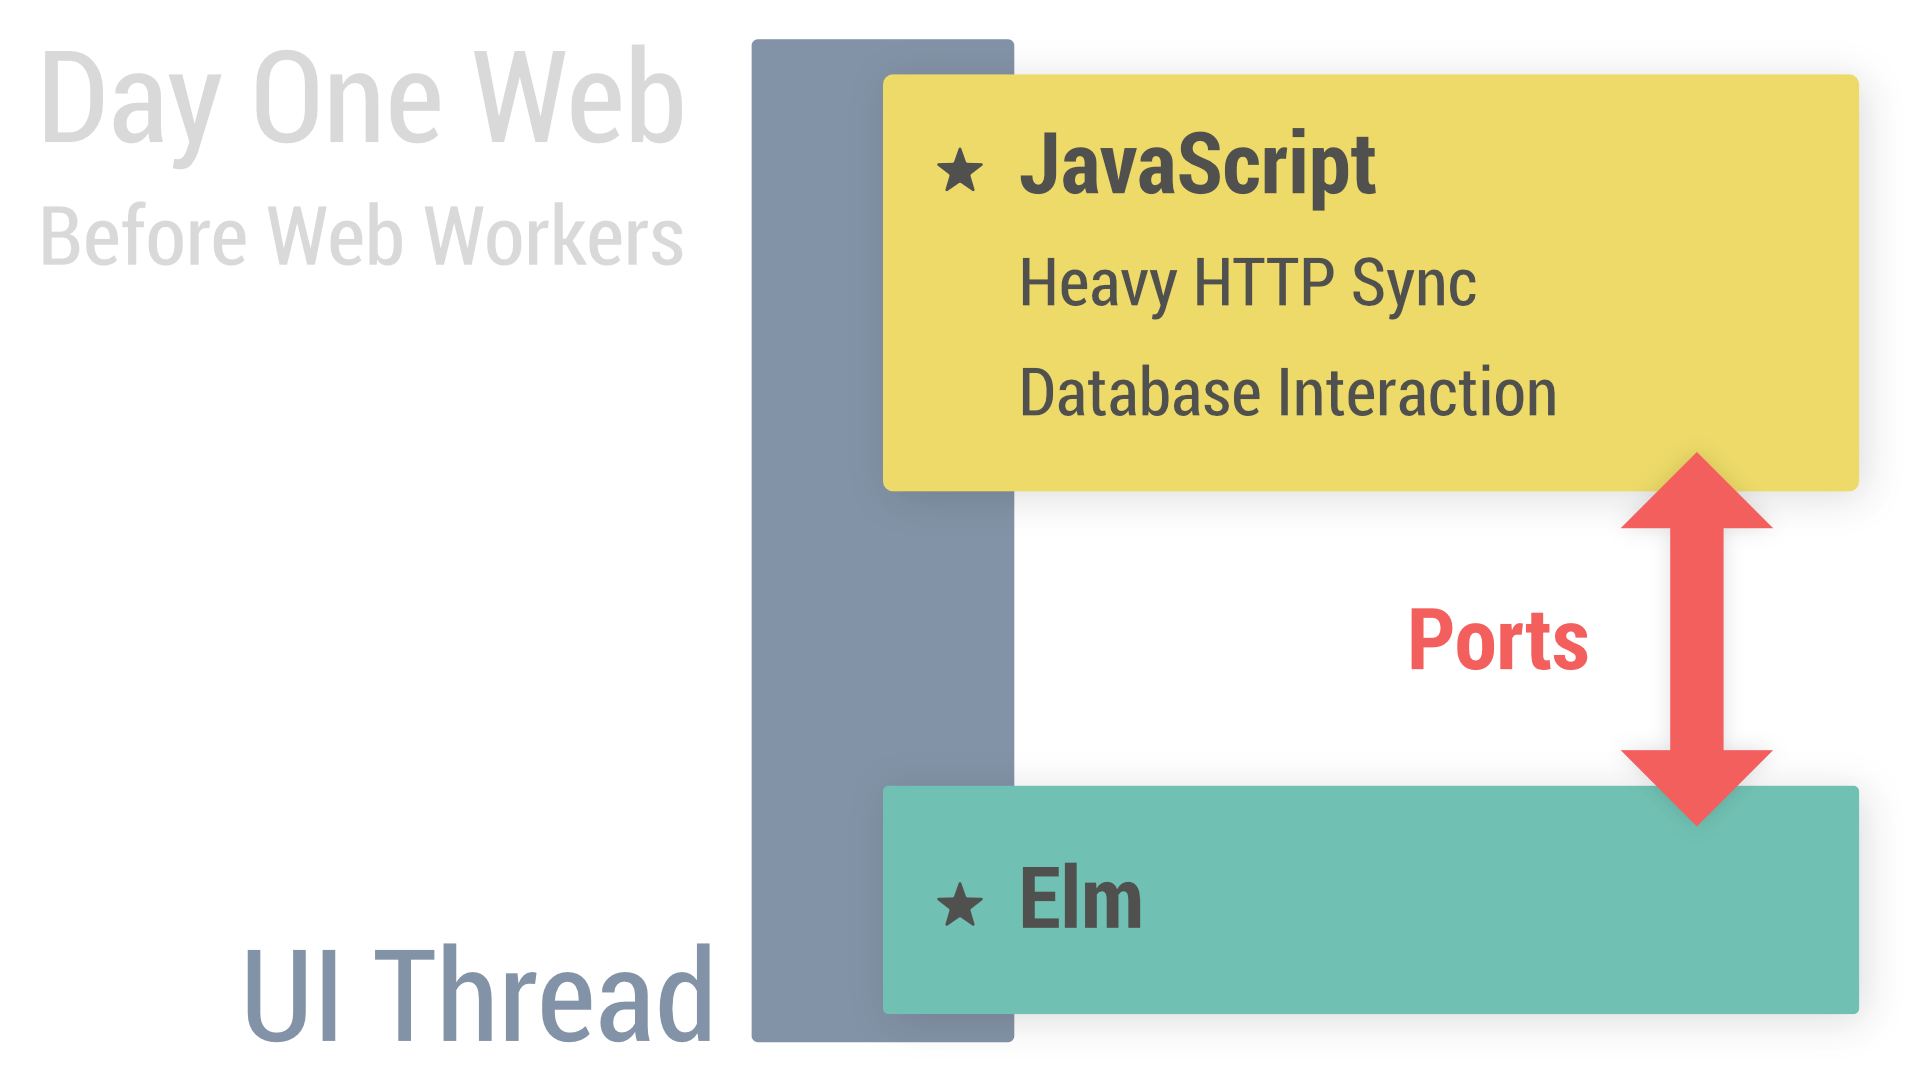 Day One Web
Before Web Workers
★ JavaScript
Heavy HTTP Sync
Database Interaction
Ports
★ Elm
UI Thread